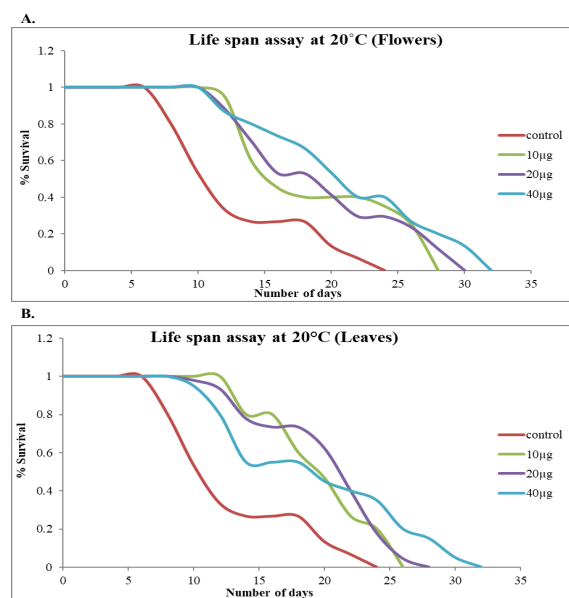 A.
Life span assay at 20˚C (Flowers)
1.2
1
0.8
0.6
0.4
0.2
0
% Survival
control
10µg
20µg
40µg
0 5 10 15 20 25 30 35
Number of days
B.
Life span assay at 20°C (Leaves)
1.2
1
0.8
0.6
0.4
0.2
0
% Survival
control
10µg
20µg
40µg
0 5 10 15 20 25 30 35
Number of days